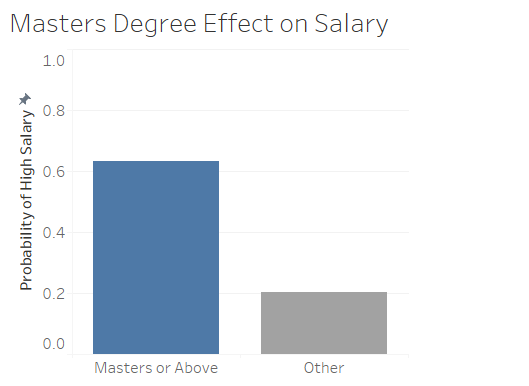 Masters Degree Effect on Salary
Probability of High Salary
1.0
0.8
0.6
0.4
0.2
0.0
Masters or Above
Other